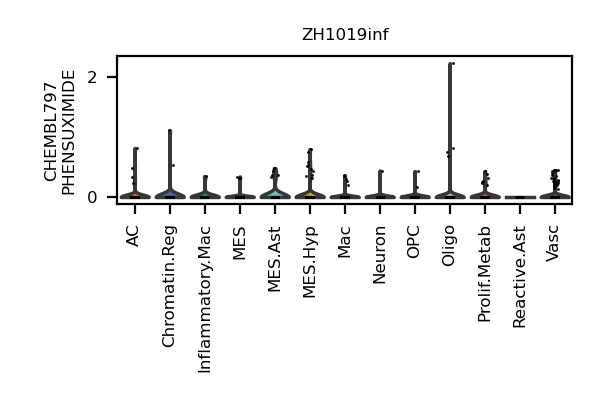 ZH1019inf
CHEMBL797
PHENSUXIMIDE
2
0
AC
Chromatin.Reg
Inflammatory.Mac
MES
MES.Ast
MES.Hyp
Mac
Neuron
OPC
Oligo
Prolif.Metab
Reactive.Ast
Vasc